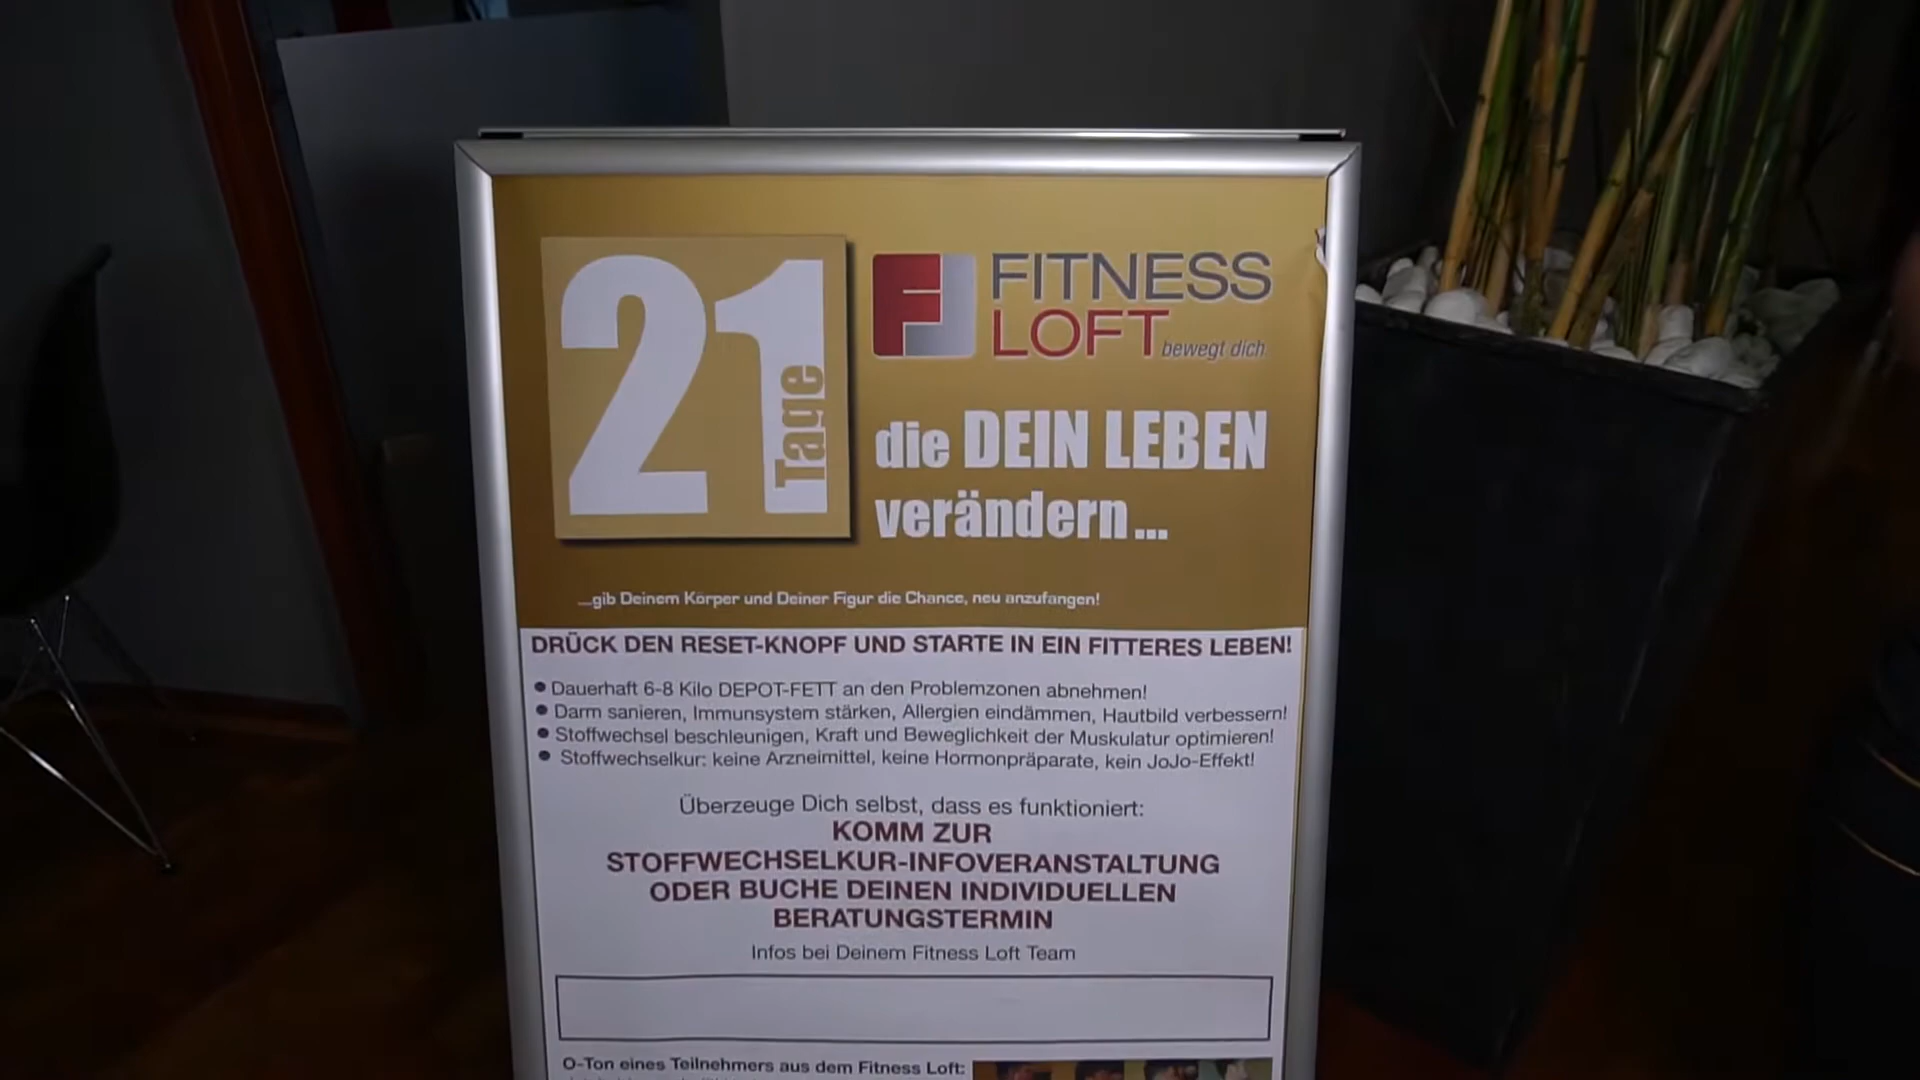 21
Tage
FITNESS
LOFT
bewegt dich
die DEIN LEBEN
verändern...
...gib Deinem Körper und Deiner Figur die Chance, neu anzufangen!
DRÜCK DEN RESET-KNOPF UND STARTE IN EIN FITTERES LEBEN!
● Dauerhaft 6-8 Kilo DEPOT-FETT an den Problemzonen abnehmen!
● Darm sanieren, Immunsystem stärken, Allergien eindämmen, Hautbild verbessern!
● Stoffwechsel beschleunigen, Kraft und Beweglichkeit der Muskulatur optimieren!
● Stoffwechselkur: keine Arzneimittel, keine Hormonpräparate, kein JoJo-Effekt!
Überzeuge Dich selbst, dass es funktioniert:
KOMM ZUR
STOFFWECHSELKUR-INFOVERANSTALTUNG
ODER BUCHE DEINEN INDIVIDUELLEN
BERATUNGSTERMIN
Infos bei Deinem Fitness Loft Team
O-Ton eines Teilnehmers aus dem Fitness Loft: